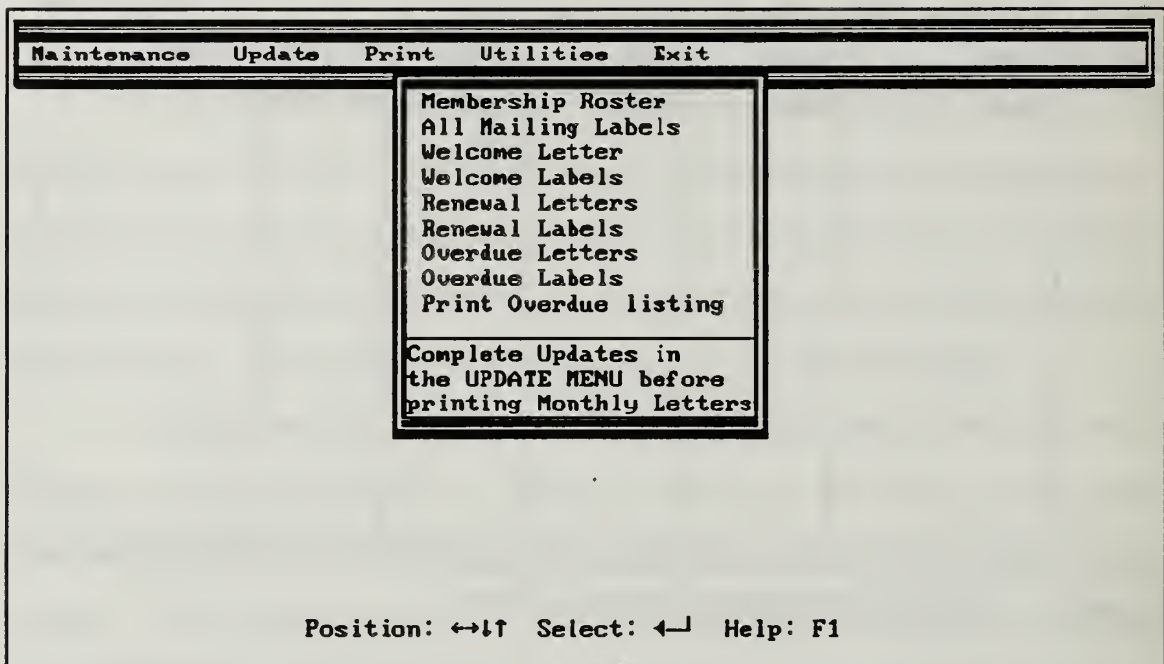 Maintenance Update Print Utilities Exit
Membership Roster
All Mailing Labels
Welcome Letter
Welcome Labels
Renewal Letters
Renewal Labels
Overdue Letters
Overdue Labels
Print Overdue listing
Complete Updates in
the UPDATE MENU before
printing Monthly Letters
Position: ←→↓↑ Select: ◄┘ Help: F1